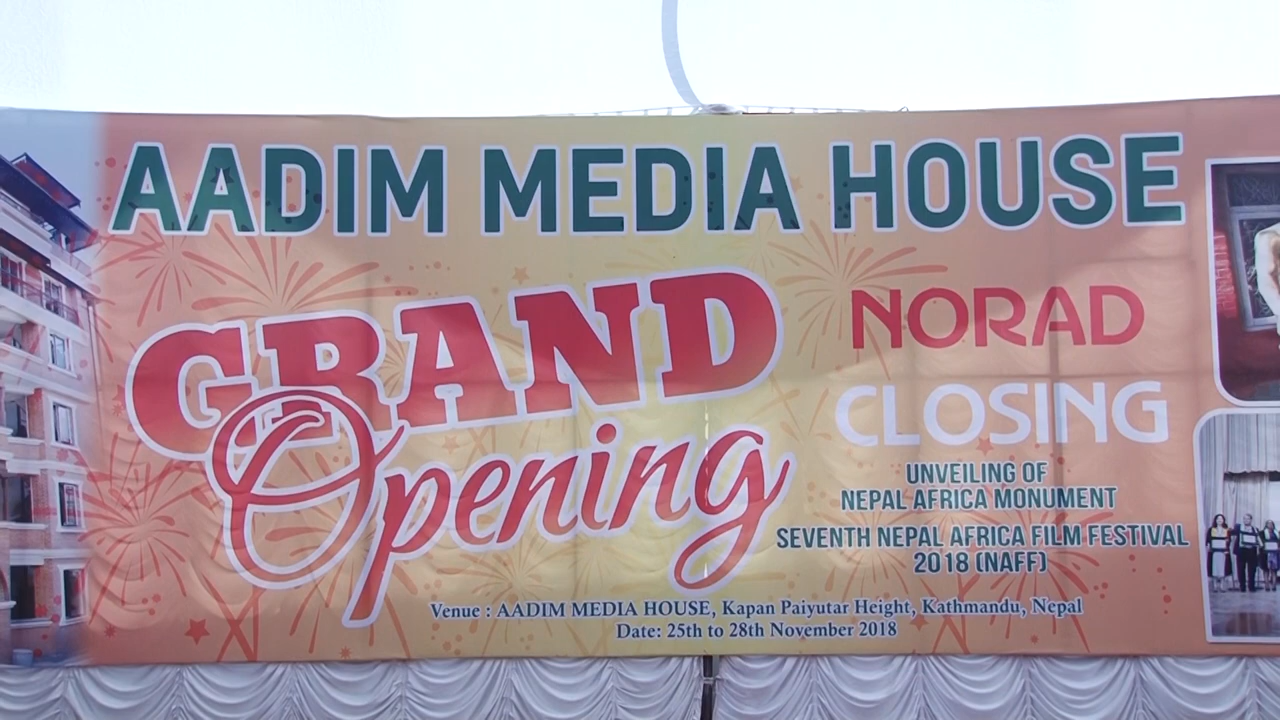 AADIM MEDIA HOUSE
GRAND
Opening
NORAD
CLOSING
UNVEILING OF
NEPAL AFRICA MONUMENT
SEVENTH NEPAL AFRICA FILM FESTIVAL
2018 (NAFF)
Venue : AADIM MEDIA HOUSE, Kapan Paiyutar Height, Kathmandu, Nepal
Date: 25th to 28th November 2018